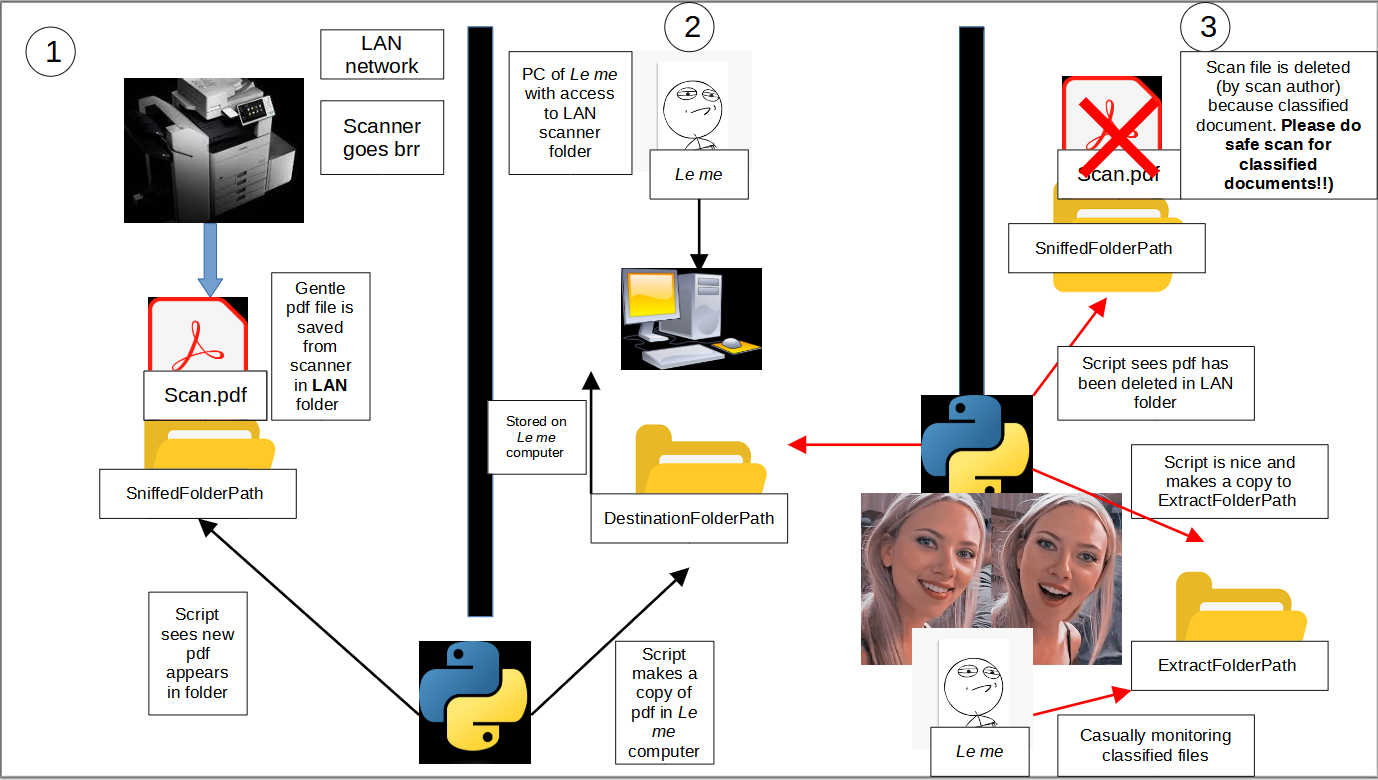 1
LAN
network
Scanner
goes brr
Gentle
pdf file is
saved
from
scanner
in LAN
folder
Scan.pdf
SniffedFolderPath
Script
sees new
pdf
appears
in folder
2
PC of Le me
with access
to LAN
scanner
folder
Le me
Stored on
Le me
computer
DestinationFolderPath
Script
makes a
copy of
pdf in Le
me
computer
3
Scan file is deleted
(by scan author)
because classified
document. Please do
safe scan for
classified
documents!!)
Scan.pdf
SniffedFolderPath
Script sees pdf has
been deleted in LAN
folder
Script is nice and
makes a copy to
ExtractFolderPath
ExtractFolderPath
Le me
Casually monitoring
classified files